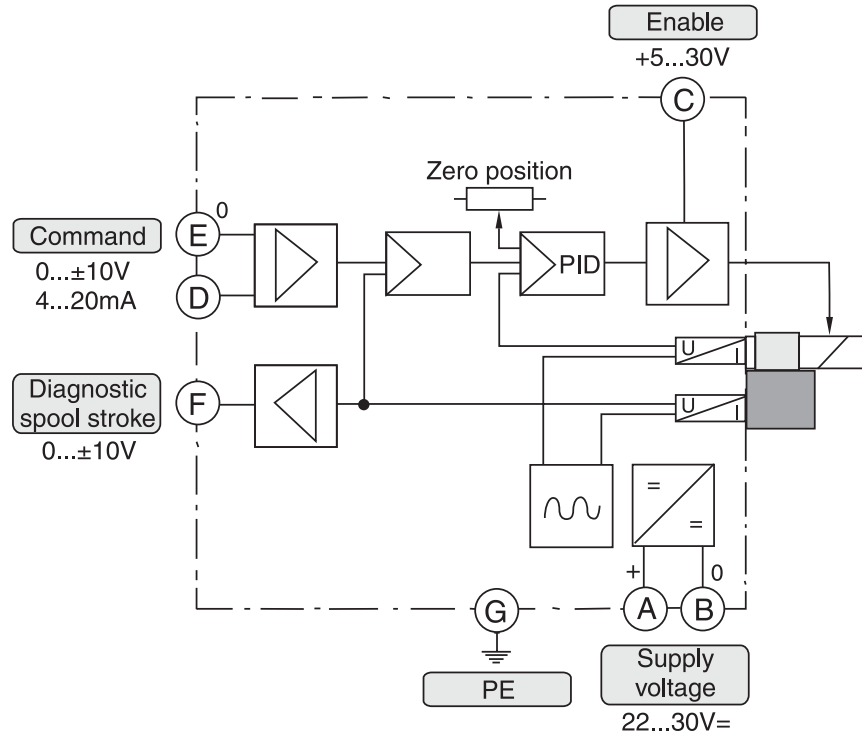 Enable
+5...30V
C
Zero position
E
0
Command
0...±10V
4...20mA
D
PID
U
I
Diagnostic
spool stroke
F
0...±10V
U
I
=
=
+
0
G
A
B
PE
Supply
voltage
22...30V=